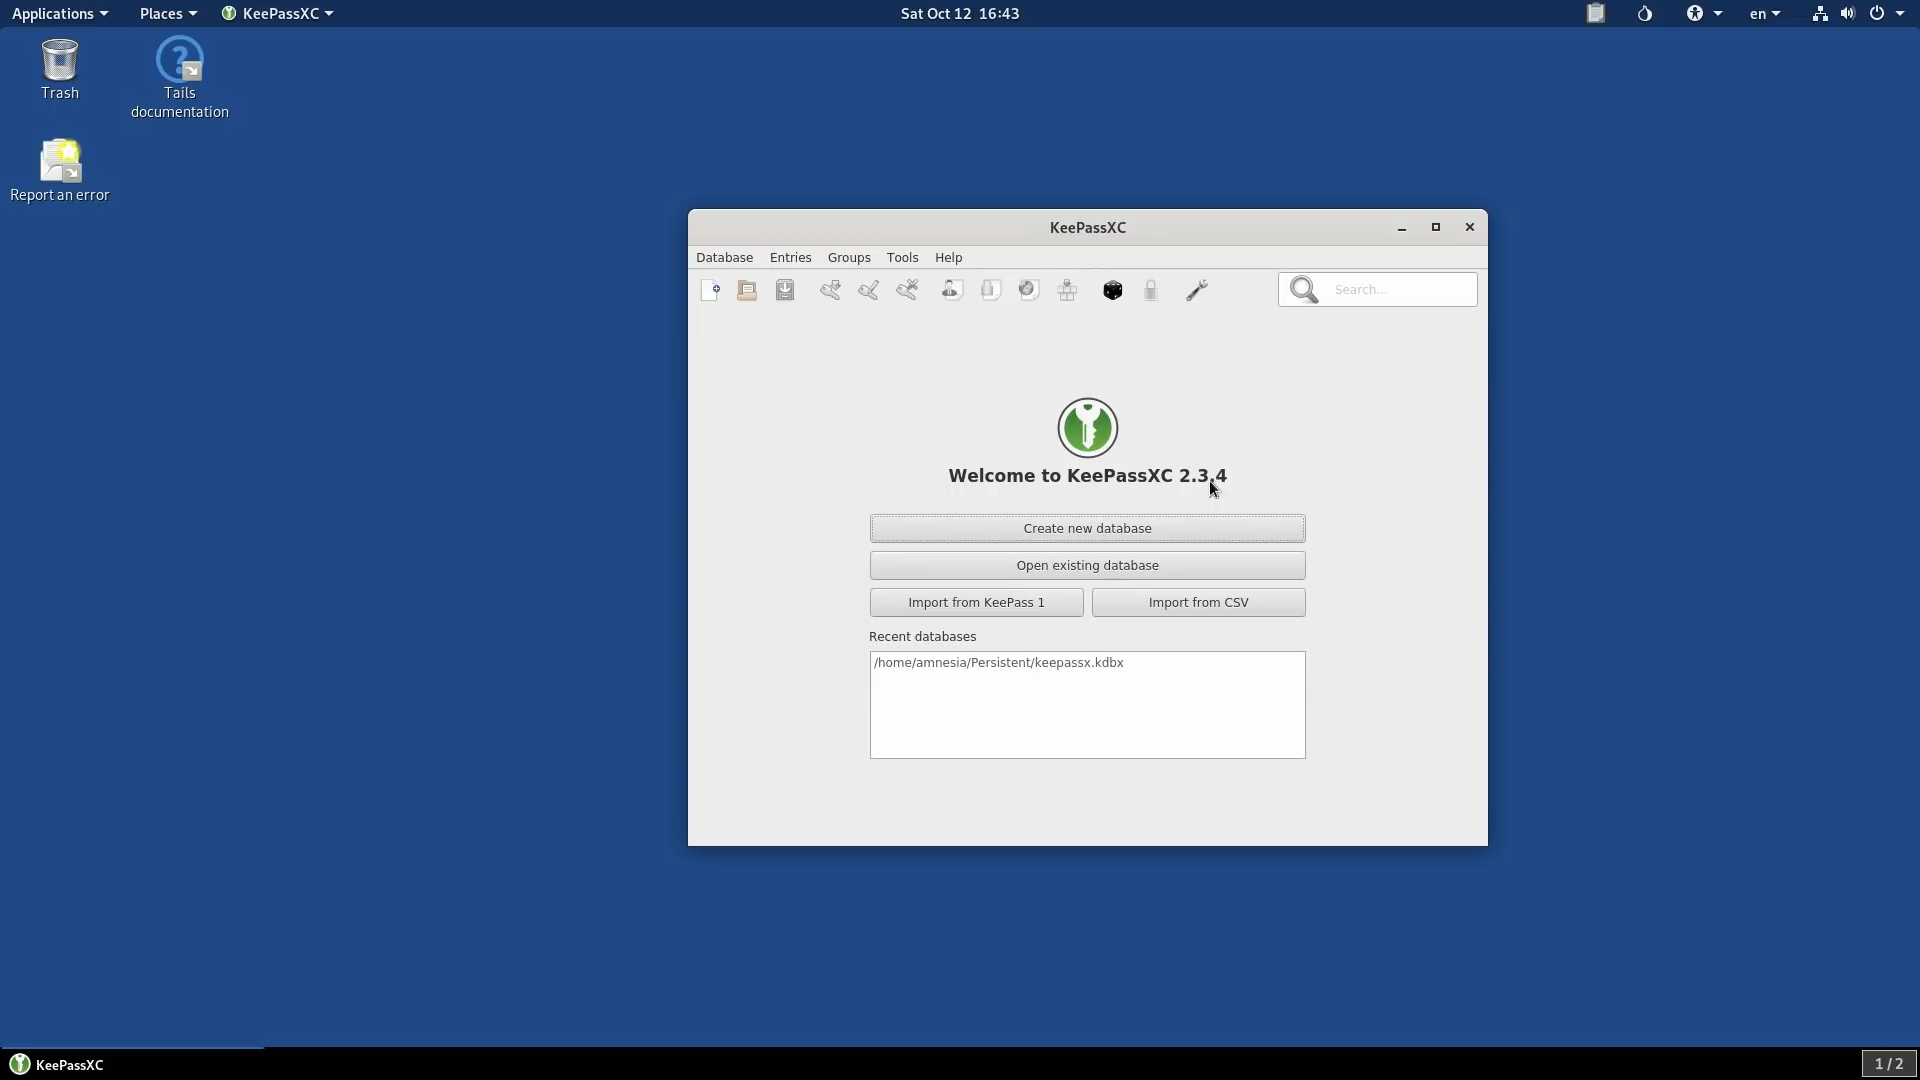 Applications
Places
KeePassXC
Sat Oct 12 16:43
en
Trash
Tails
documentation
Report an error
KeePassXC
Database
Entries
Groups
Tools
Help
Search...
Welcome to KeePassXC 2.3.4
Create new database
Open existing database
Import from KeePass 1
Import from CSV
Recent databases
/home/amnesia/Persistent/keepassx.kdbx
KeePassXC
1 / 2